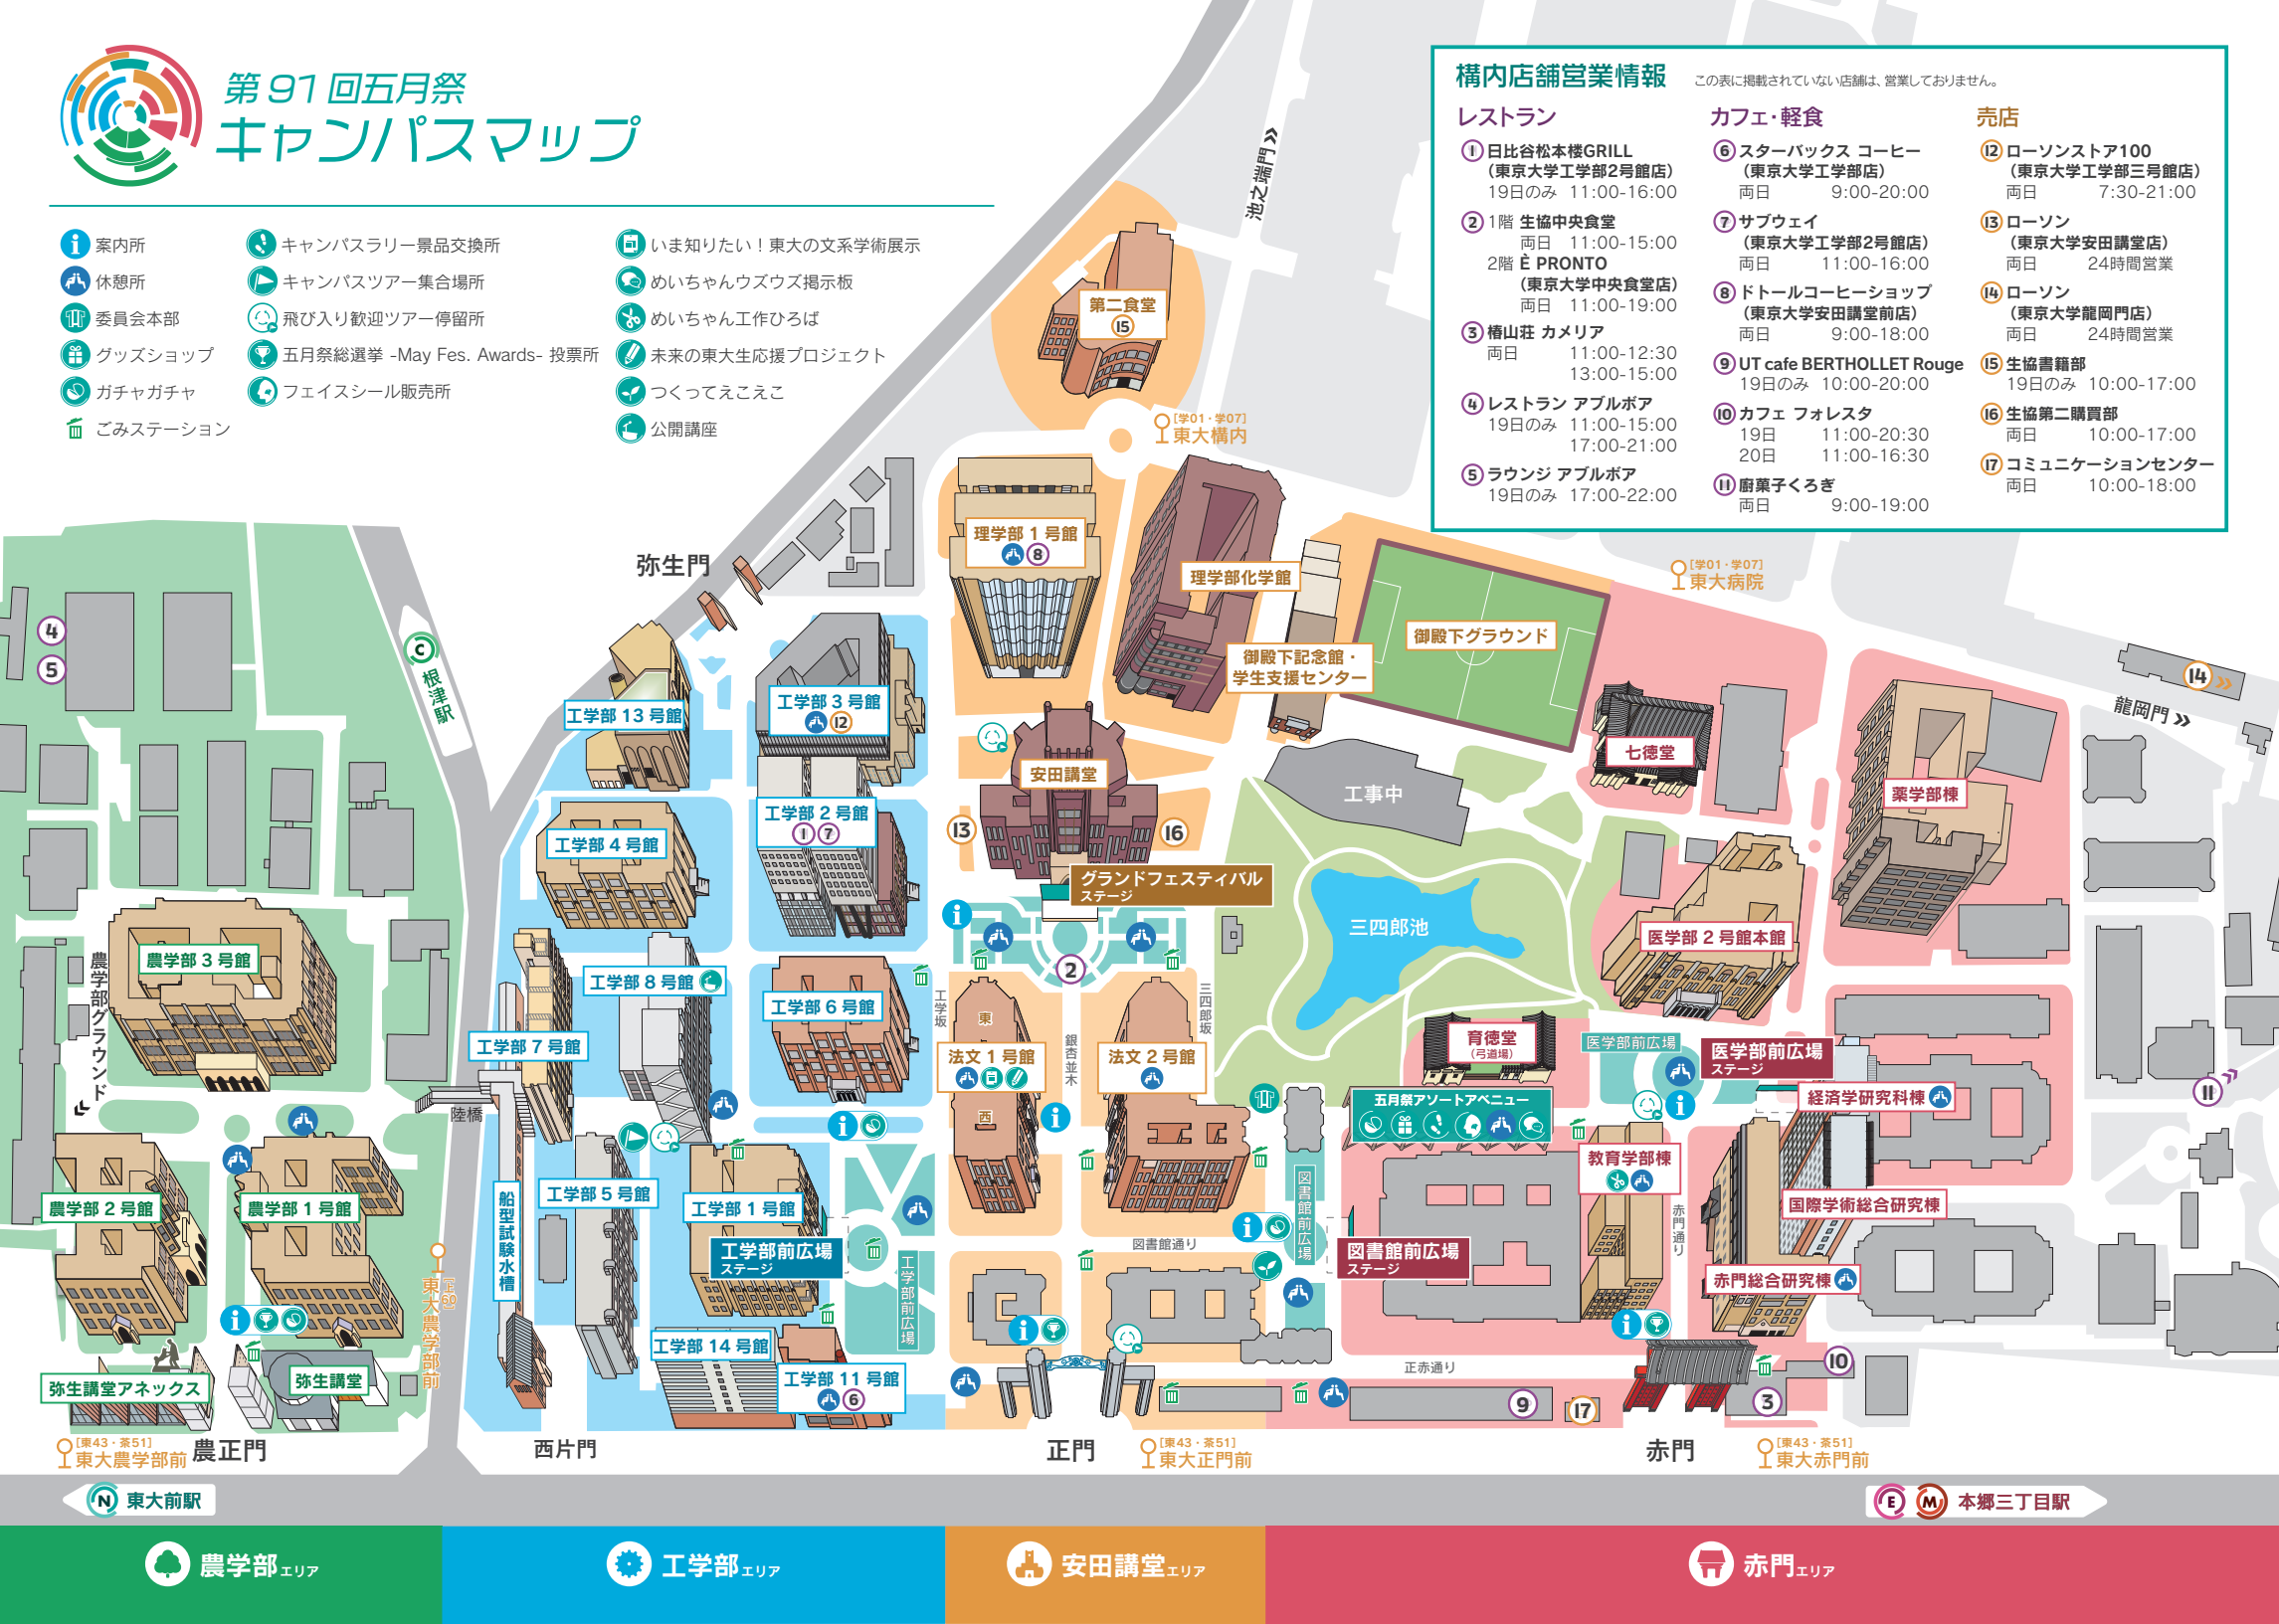 第91回五月祭
キャンパスマップ
案内所
休憩所
委員会本部
グッズショップ
ガチャガチャ
ごみステーション
キャンパスラリー景品交換所
キャンパスツアー集合場所
飛び入り歓迎ツアー停留所
五月祭総選挙 -May Fes. Awards- 投票所
フェイスシール販売所
いま知りたい！東大の文系学術展示
めいちゃんウズウズ掲示板
めいちゃん工作ひろば
未来の東大生応援プロジェクト
つくってえこえこ
公開講座
構内店舗営業情報
この表に掲載されていない店舗は、営業しておりません。
レストラン
1 日比谷松本楼GRILL
（東京大学工学部2号館店）
19日のみ 11:00-16:00
2 1階 生協中央食堂
両日 11:00-15:00
2階 È PRONTO
（東京大学中央食堂店）
両日 11:00-19:00
3 椿山荘 カメリア
両日 11:00-12:30
13:00-15:00
4 レストラン アブルボア
19日のみ 11:00-15:00
17:00-21:00
5 ラウンジ アブルボア
19日のみ 17:00-22:00
カフェ・軽食
6 スターバックス コーヒー
（東京大学工学部店）
両日 9:00-20:00
7 サブウェイ
（東京大学工学部2号館店）
両日 11:00-16:00
8 ドトールコーヒーショップ
（東京大学安田講堂前店）
両日 9:00-18:00
9 UT cafe BERTHOLLET Rouge
19日のみ 10:00-20:00
10 カフェ フォレスタ
19日 11:00-20:30
20日 11:00-16:30
11 廚菓子くろぎ
両日 9:00-19:00
売店
12 ローソンストア100
（東京大学工学部三号館店）
両日 7:30-21:00
13 ローソン
（東京大学安田講堂店）
両日 24時間営業
14 ローソン
（東京大学龍岡門店）
両日 24時間営業
15 生協書籍部
19日のみ 10:00-17:00
16 生協第二購買部
両日 10:00-17:00
17 コミュニケーションセンター
両日 10:00-18:00
池之端門
第二食堂
15
[学01・学07]
東大構内
理学部1号館
8
理学部化学館
御殿下記念館・
学生支援センター
御殿下グラウンド
[学01・学07]
東大病院
弥生門
4
5
C
根津駅
工学部13号館
工学部3号館
12
工学部2号館
1 7
工学部4号館
安田講堂
13
16
グランドフェスティバル
ステージ
2
工事中
三四郎池
七徳堂
薬学部棟
14
龍岡門
医学部2号館本館
農学部3号館
農学部グラウンド
工学部8号館
工学部7号館
工学部6号館
工学坂
三四郎坂
銀杏並木
東
法文1号館
西
法文2号館
育徳堂
（弓道場）
医学部前広場
医学部前広場
ステージ
経済学研究科棟
11
五月祭アソートアベニュー
陸橋
農学部2号館
農学部1号館
船型試験水槽
工学部5号館
工学部1号館
工学部前広場
ステージ
工学部前広場
図書館通り
図書館前広場
図書館前広場
ステージ
教育学部棟
赤門通り
国際学術総合研究棟
赤門総合研究棟
[上60]
東大農学部前
弥生講堂アネックス
弥生講堂
工学部14号館
工学部11号館
6
正赤通り
9
17
3
10
[東43・茶51]
東大農学部前
農正門
西片門
正門
[東43・茶51]
東大正門前
赤門
[東43・茶51]
東大赤門前
N 東大前駅
E M 本郷三丁目駅
農学部エリア
工学部エリア
安田講堂エリア
赤門エリア